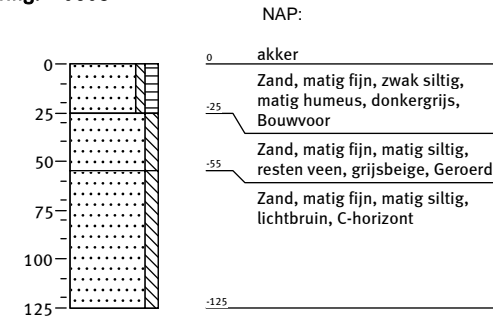 NAP:
0 akker
0
Zand, matig fijn, zwak siltig,
matig humeus, donkergrijs,
Bouwvoor
-25
25
Zand, matig fijn, matig siltig,
resten veen, grijsbeige, Geroerd
-55
50
Zand, matig fijn, matig siltig,
lichtbruin, C-horizont
75
100
-125
125